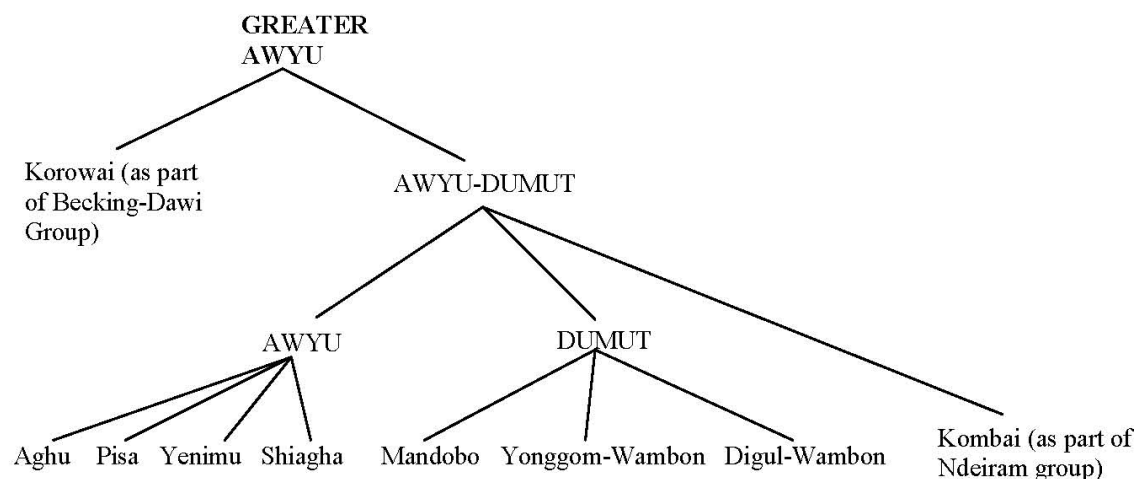 GREATER
AWYU
Korowai (as part
of Becking-Dawi
Group)
AWYU-DUMUT
AWYU
DUMUT
Aghu Pisa Yenimu Shiagha Mandobo Yonggom-Wambon Digul-Wambon
Kombai (as part of
Ndeiram group)